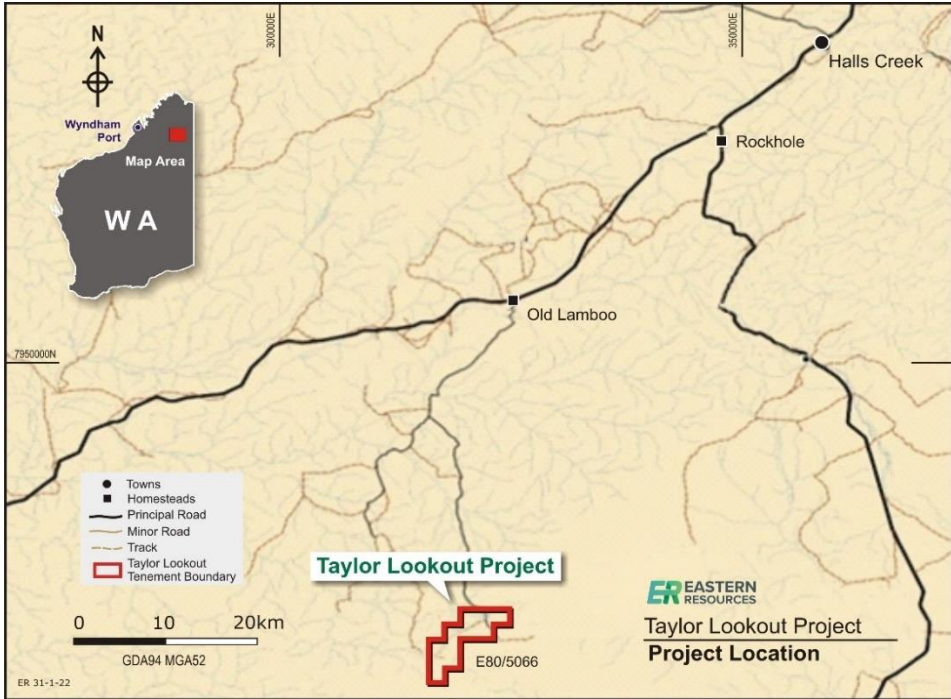 300000E
350000E
N
Halls Creek
Wyndham
Port
Map Area
Rockhole
W A
Old Lamboo
7950000N
Towns
Homesteads
Principal Road
Minor Road
Track
Taylor Lookout
Tenement Boundary
Taylor Lookout Project
ER EASTERN
RESOURCES
0 10 20km
GDA94 MGA52
E80/5066
Taylor Lookout Project
Project Location
ER 31-1-22